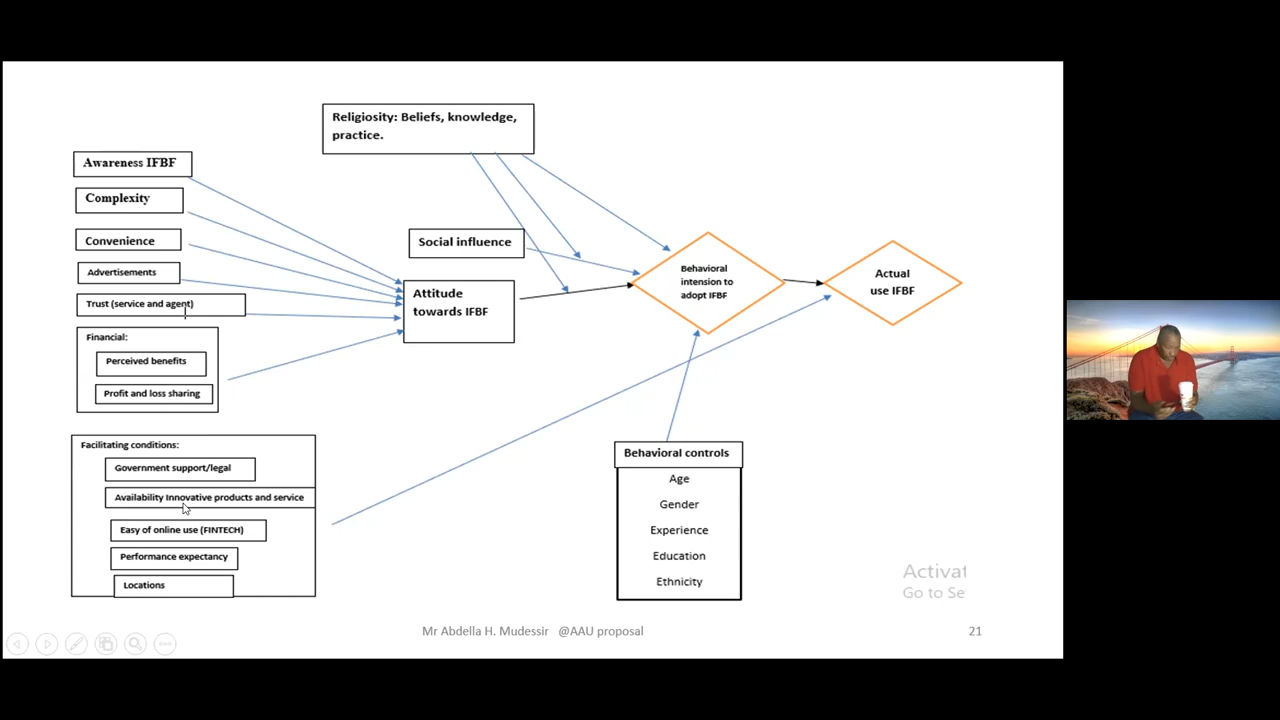 Religiosity: Beliefs, knowledge,
practice.
Awareness IFBF
Complexity
Convenience
Advertisements
Trust (service and agent)
Financial:
Perceived benefits
Profit and loss sharing
Social influence
Attitude
towards IFBF
Behavioral
intension to
adopt IFBF
Actual
use IFBF
Facilitating conditions:
Government support/legal
Availability Innovative products and service
Easy of online use (FINTECH)
Performance expectancy
Locations
Behavioral controls
Age
Gender
Experience
Education
Ethnicity
Activat
Go to Se
Mr Abdella H. Mudessir @AAU proposal
21